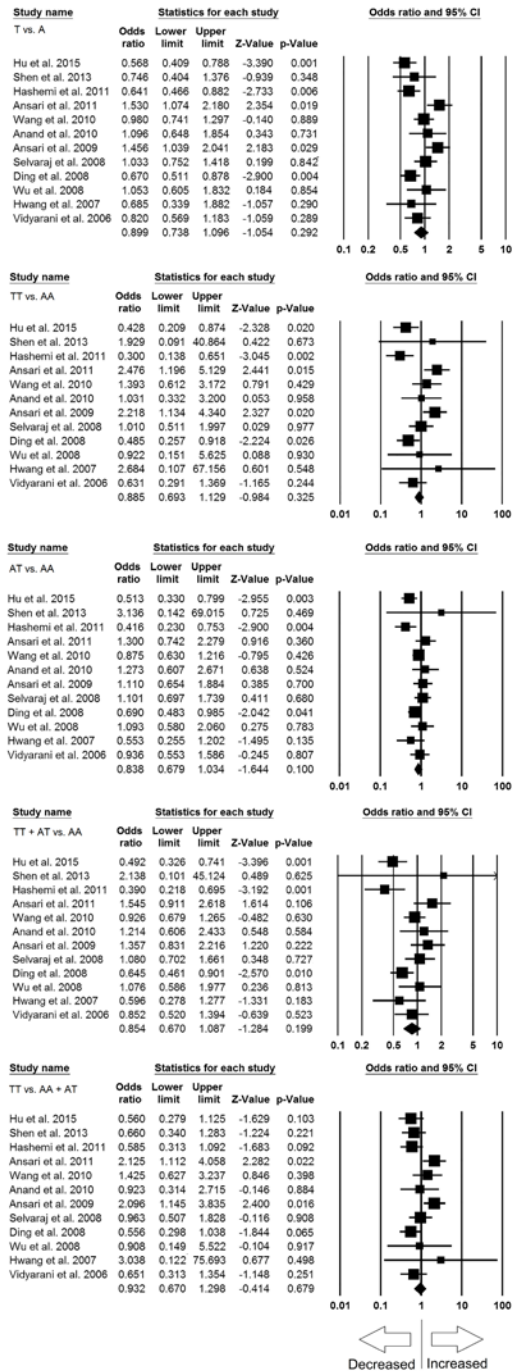 Study name Statistics for each study Odds ratio and 95% CI
T vs. A Odds ratio Lower limit Upper limit Z-Value p-Value
Hu et al. 2015 0.568 0.409 0.788 -3.390 0.001
Shen et al. 2013 0.746 0.404 1.376 -0.939 0.348
Hashemi et al. 2011 0.641 0.466 0.882 -2.733 0.006
Ansari et al. 2011 1.530 1.074 2.180 2.354 0.019
Wang et al. 2010 0.980 0.741 1.297 -0.140 0.889
Anand et al. 2010 1.096 0.648 1.854 0.343 0.731
Ansari et al. 2009 1.456 1.039 2.041 2.183 0.029
Selvaraj et al. 2008 1.033 0.752 1.418 0.199 0.842
Ding et al. 2008 0.670 0.511 0.878 -2.900 0.004
Wu et al. 2008 1.053 0.605 1.832 0.184 0.854
Hwang et al. 2007 0.685 0.339 1.882 -1.057 0.290
Vidyarani et al. 2006 0.820 0.569 1.183 -1.059 0.289
0.899 0.738 1.096 -1.054 0.292
0.1 0.2 0.5 1 2 5 10
Study name Statistics for each study Odds ratio and 95% CI
TT vs. AA Odds ratio Lower limit Upper limit Z-Value p-Value
Hu et al. 2015 0.428 0.209 0.874 -2.328 0.020
Shen et al. 2013 1.929 0.091 40.864 0.422 0.673
Hashemi et al. 2011 0.300 0.138 0.651 -3.045 0.002
Ansari et al. 2011 2.476 1.196 5.129 2.441 0.015
Wang et al. 2010 1.393 0.612 3.172 0.791 0.429
Anand et al. 2010 1.031 0.332 3.200 0.053 0.958
Ansari et al. 2009 2.218 1.134 4.340 2.327 0.020
Selvaraj et al. 2008 1.010 0.511 1.997 0.029 0.977
Ding et al. 2008 0.485 0.257 0.918 -2.224 0.026
Wu et al. 2008 0.922 0.151 5.625 0.088 0.930
Hwang et al. 2007 2.684 0.107 67.156 0.601 0.548
Vidyarani et al. 2006 0.631 0.291 1.369 -1.165 0.244
0.885 0.693 1.129 -0.984 0.325
0.01 0.1 1 10 100
Study name Statistics for each study Odds ratio and 95% CI
AT vs. AA Odds ratio Lower limit Upper limit Z-Value p-Value
Hu et al. 2015 0.513 0.330 0.799 -2.955 0.003
Shen et al. 2013 3.136 0.142 69.015 0.725 0.469
Hashemi et al. 2011 0.416 0.230 0.753 -2.900 0.004
Ansari et al. 2011 1.300 0.742 2.279 0.916 0.360
Wang et al. 2010 0.875 0.630 1.216 -0.795 0.426
Anand et al. 2010 1.273 0.607 2.671 0.638 0.524
Ansari et al. 2009 1.110 0.654 1.884 0.385 0.700
Selvaraj et al. 2008 1.101 0.697 1.739 0.411 0.680
Ding et al. 2008 0.690 0.483 0.985 -2.042 0.041
Wu et al. 2008 1.093 0.580 2.060 0.275 0.783
Hwang et al. 2007 0.553 0.255 1.202 -1.495 0.135
Vidyarani et al. 2006 0.936 0.553 1.586 -0.245 0.807
0.838 0.679 1.034 -1.644 0.100
0.01 0.1 1 10 100
Study name Statistics for each study Odds ratio and 95% CI
TT + AT vs. AA Odds ratio Lower limit Upper limit Z-Value p-Value
Hu et al. 2015 0.492 0.326 0.741 -3.396 0.001
Shen et al. 2013 2.138 0.101 45.124 0.489 0.625
Hashemi et al. 2011 0.390 0.218 0.695 -3.192 0.001
Ansari et al. 2011 1.545 0.911 2.618 1.614 0.106
Wang et al. 2010 0.926 0.679 1.265 -0.482 0.630
Anand et al. 2010 1.214 0.606 2.433 0.548 0.584
Ansari et al. 2009 1.357 0.831 2.216 1.220 0.222
Selvaraj et al. 2008 1.080 0.702 1.661 0.348 0.727
Ding et al. 2008 0.645 0.461 0.901 -2.570 0.010
Wu et al. 2008 1.076 0.586 1.977 0.236 0.813
Hwang et al. 2007 0.596 0.278 1.277 -1.331 0.183
Vidyarani et al. 2006 0.852 0.520 1.394 -0.639 0.523
0.854 0.670 1.087 -1.284 0.199
0.1 0.2 0.5 1 2 5 10
Study name Statistics for each study Odds ratio and 95% CI
TT vs. AA + AT Odds ratio Lower limit Upper limit Z-Value p-Value
Hu et al. 2015 0.560 0.279 1.125 -1.629 0.103
Shen et al. 2013 0.660 0.340 1.283 -1.224 0.221
Hashemi et al. 2011 0.585 0.313 1.092 -1.683 0.092
Ansari et al. 2011 2.125 1.112 4.058 2.282 0.022
Wang et al. 2010 1.425 0.627 3.237 0.846 0.398
Anand et al. 2010 0.923 0.314 2.715 -0.146 0.884
Ansari et al. 2009 2.096 1.145 3.835 2.400 0.016
Selvaraj et al. 2008 0.963 0.507 1.828 -0.116 0.908
Ding et al. 2008 0.556 0.298 1.038 -1.844 0.065
Wu et al. 2008 0.908 0.149 5.522 -0.104 0.917
Hwang et al. 2007 3.038 0.122 75.693 0.677 0.498
Vidyarani et al. 2006 0.651 0.313 1.354 -1.148 0.251
0.932 0.670 1.298 -0.414 0.679
0.01 0.1 1 10 100
Decreased Increased